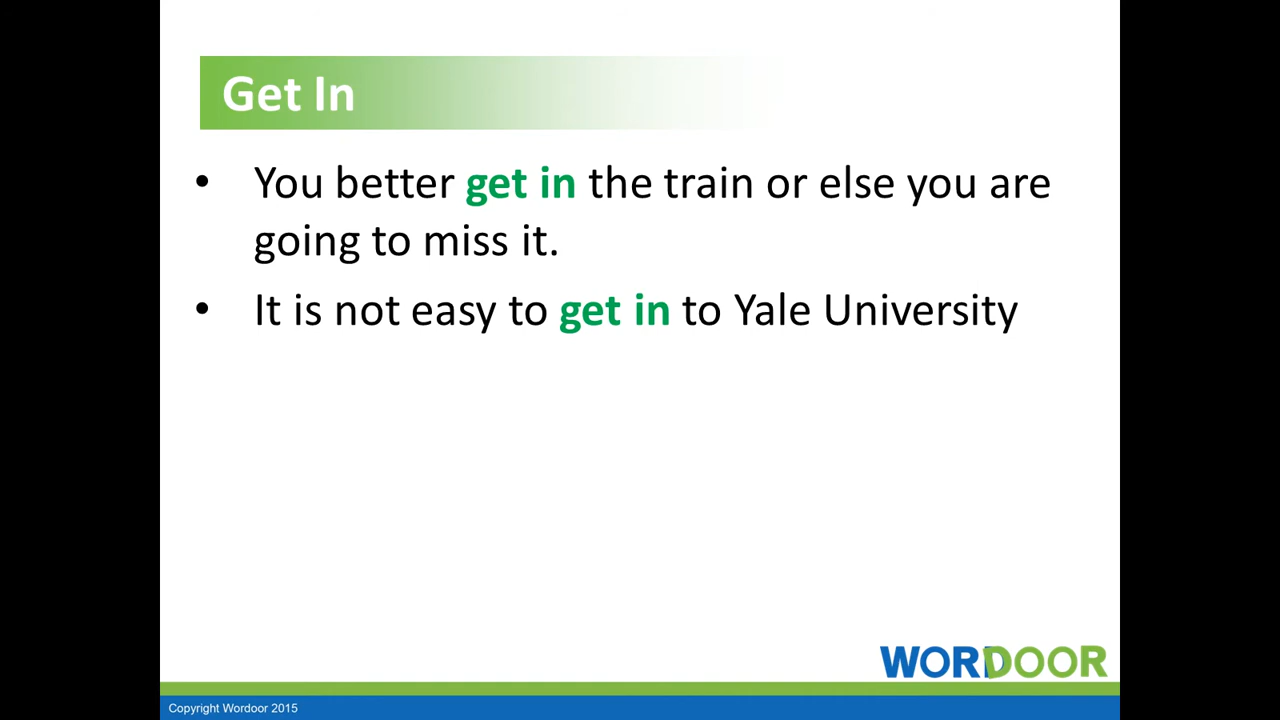 Get In
• You better get in the train or else you are
going to miss it.
• It is not easy to get in to Yale University
WORDOOR
Copyright Wordoor 2015